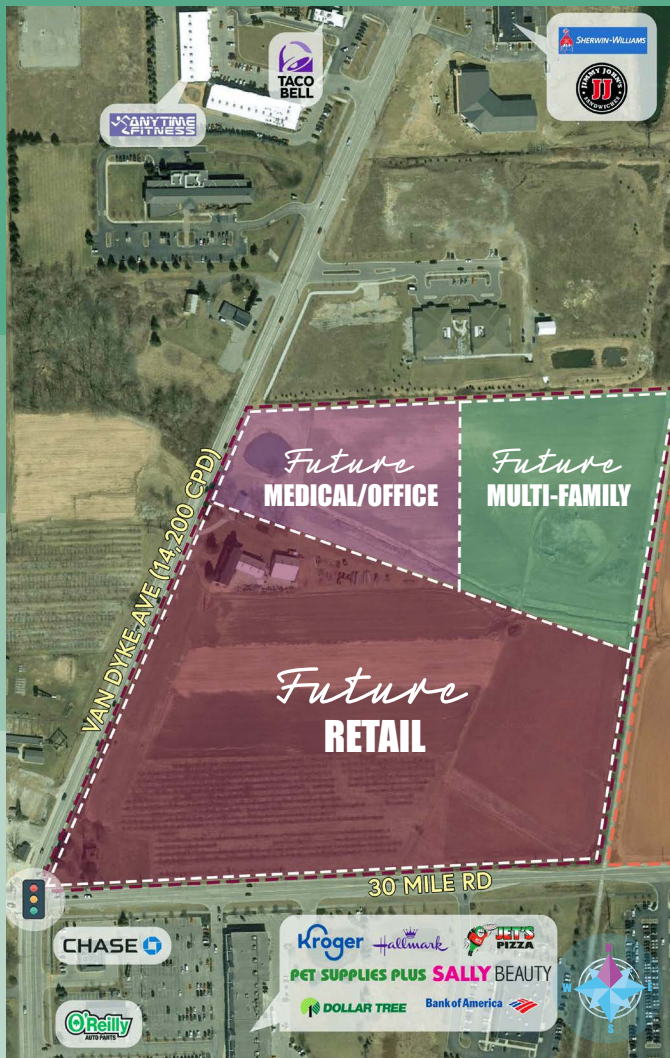 SHERWIN-WILLIAMS
JIMMY JOHN'S
JJ
SANDWICHES
TACO
BELL
ANYTIME
FITNESS
VAN DYKE AVE (14,200 CPD)
Future
MEDICAL/OFFICE
Future
MULTI-FAMILY
Future
RETAIL
30 MILE RD
CHASE
O'Reilly
AUTO PARTS
Kroger Hallmark JET'S
PIZZA
PET SUPPLIES PLUS SALLY BEAUTY
DOLLAR TREE Bank of America
N
W E
S